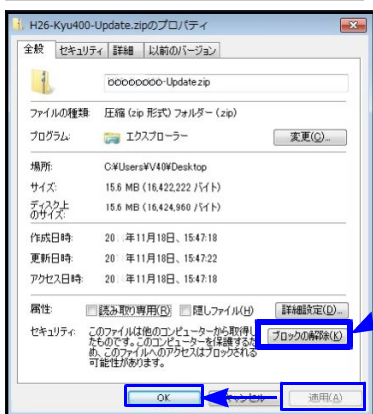 H26-Kyu400-Update.zipのプロパティ
全般 セキュリティ 詳細 以前のバージョン
oooooooo-Update.zip
ファイルの種類: 圧縮 (zip 形式) フォルダー (zip)
プログラム: エクスプローラー 変更(C)...
場所: C:¥Users¥V40¥Desktop
サイズ: 15.6 MB (16,422,222 バイト)
ディスク上
のサイズ: 15.6 MB (16,424,960 バイト)
作成日時: 20 年11月18日、15:47:18
更新日時: 20 年11月18日、15:47:22
アクセス日時: 20 年11月18日、15:47:18
属性: 読み取り専用(R) 隠しファイル(H) 詳細設定(D)...
セキュリティ: このファイルは他のコンピューターから取得し
たものです。このコンピューターを保護するた
め、このファイルへのアクセスはブロックされる
可能性があります。
ブロックの解除(K)
OK 適用(A)